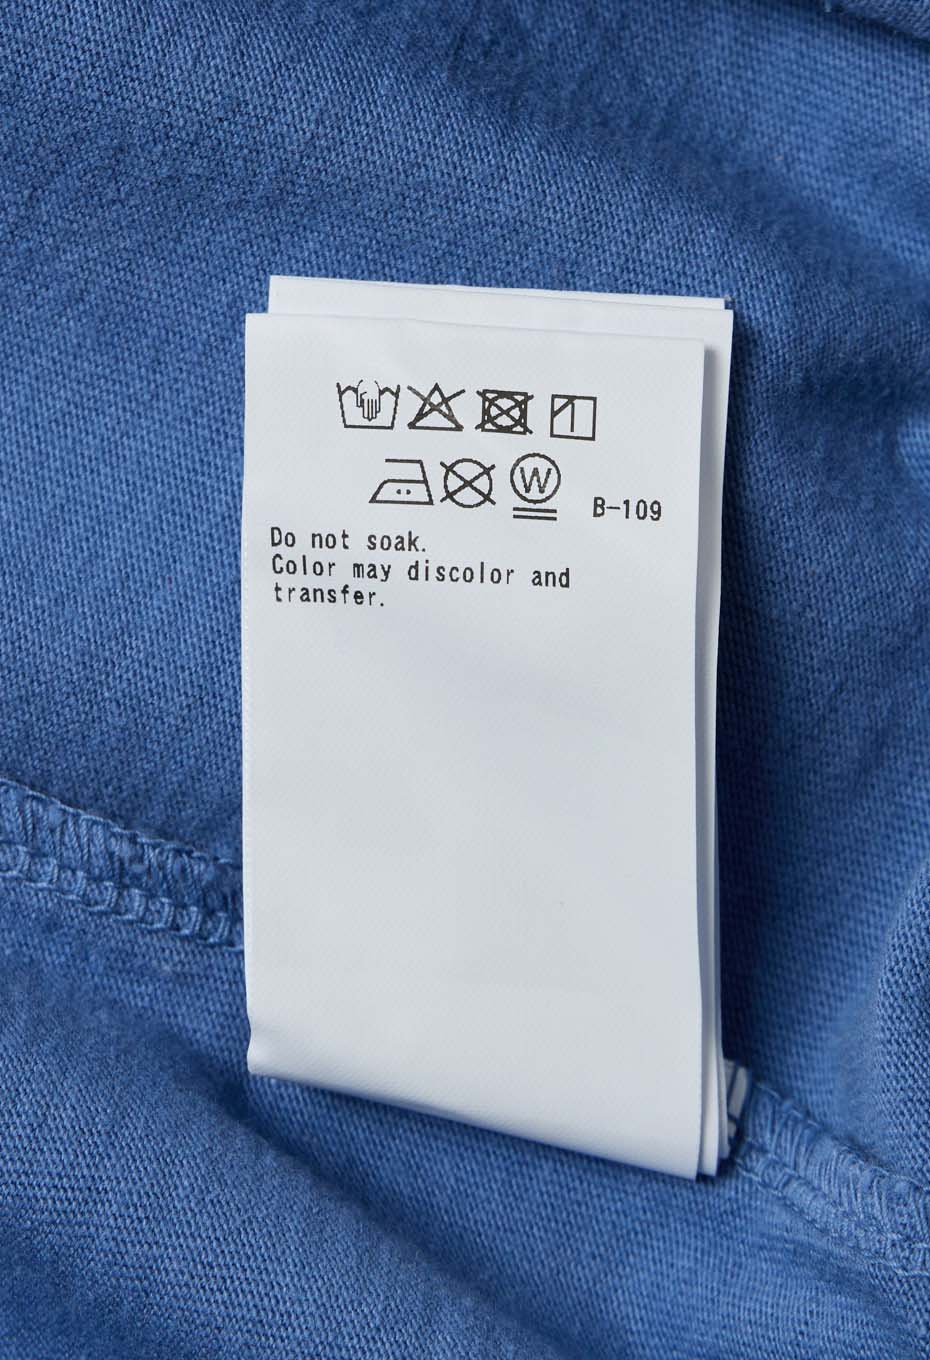 W
B-109
Do not soak.
Color may discolor and
transfer.